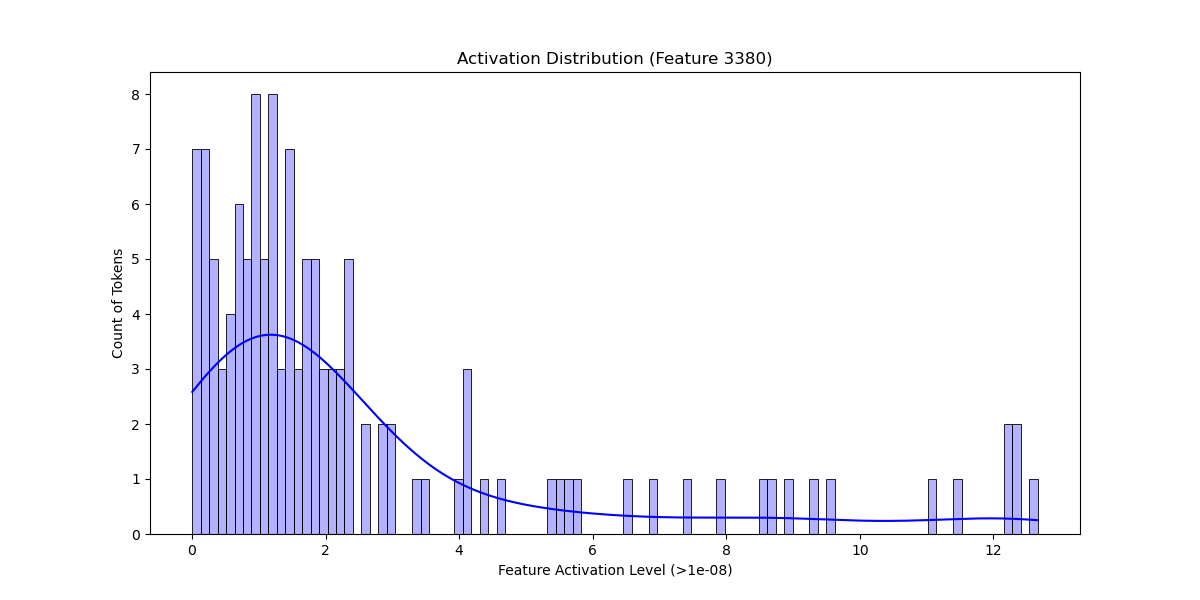 Activation Distribution (Feature 3380)
Count of Tokens
8
7
6
5
4
3
2
1
0
0 2 4 6 8 10 12
Feature Activation Level (>1e-08)